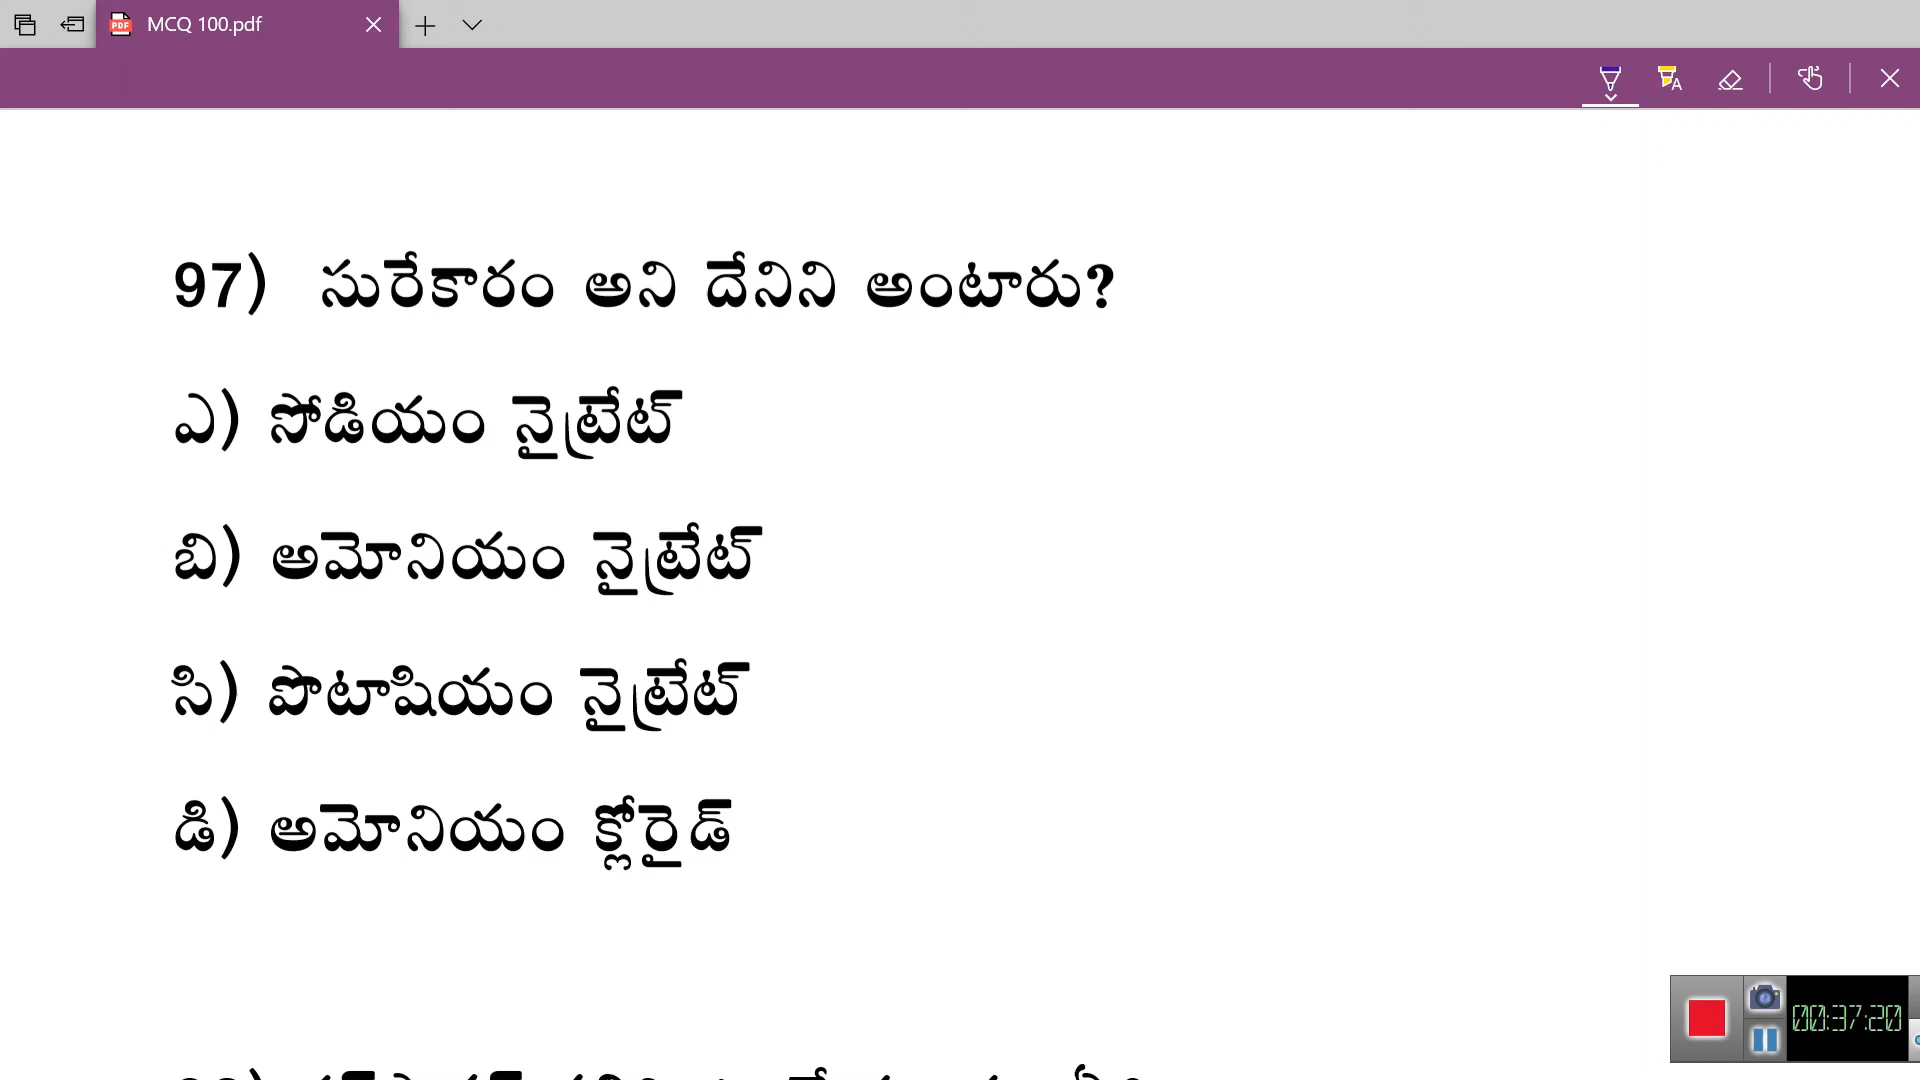 MCQ 100.pdf
97) సురేకారం అని దేనిని అంటారు?
ఎ) సోడియం నైట్రేట్
బి) అమోనియం నైట్రేట్
సి) పొటాషియం నైట్రేట్
డి) అమోనియం క్లోరైడ్
00:37:20